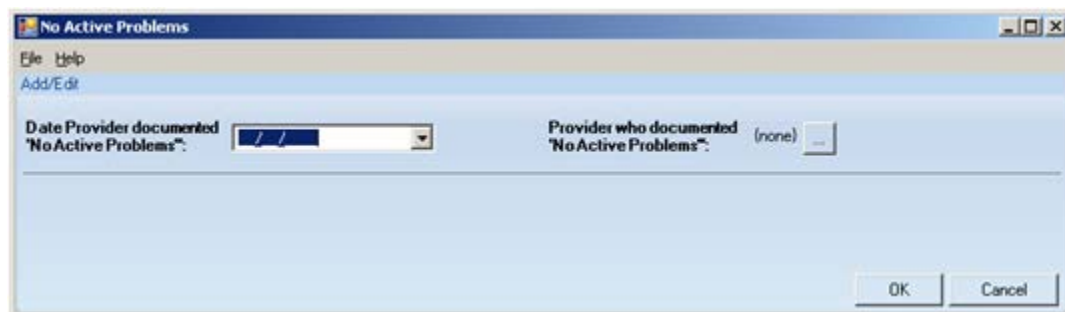 No Active Problems
File Help
Add/Edit
Date Provider documented
"No Active Problems":
_/_/_
Provider who documented
"No Active Problems":
(none) ...
OK Cancel